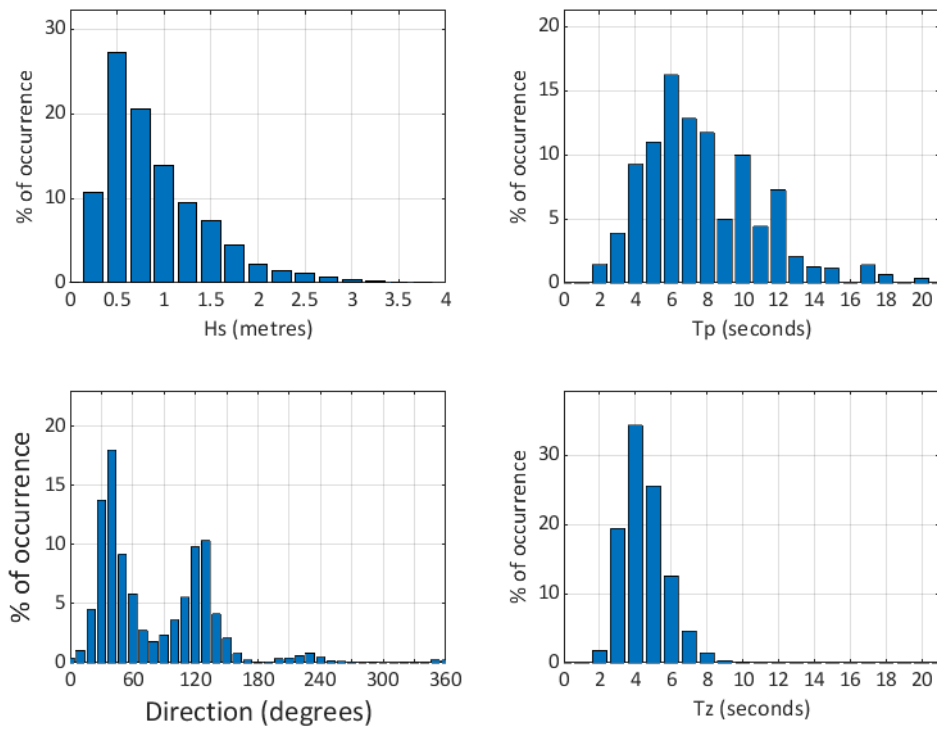 % of occurrence
30
20
10
0
0 0.5 1 1.5 2 2.5 3 3.5 4
Hs (metres)
% of occurrence
20
15
10
5
0
0 2 4 6 8 10 12 14 16 18 20
Tp (seconds)
% of occurrence
20
15
10
5
0
0 60 120 180 240 300 360
Direction (degrees)
% of occurrence
30
20
10
0
0 2 4 6 8 10 12 14 16 18 20
Tz (seconds)